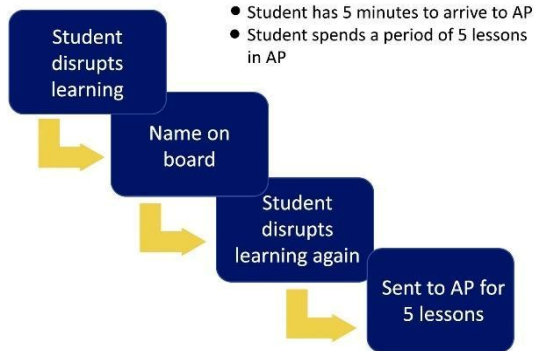 ● Student has 5 minutes to arrive to AP
● Student spends a period of 5 lessons
in AP
Student
disrupts
learning
Name on
board
Student
disrupts
learning again
Sent to AP for
5 lessons